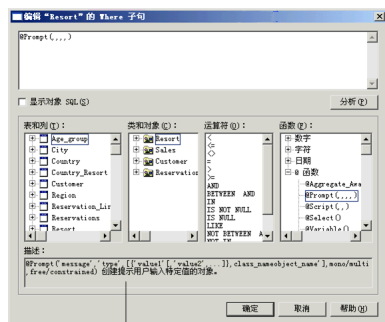 编辑“Resort”的 Where 子句
@Prompt(,,,,)
显示对象 SQL(S)
分析(P)
表和列(T):
类和对象(C):
运算符(O):
函数(F):
Age_group
City
Country
Country_Resort
Customer
Region
Reservation_Lir
Reservations
Resort
Resort
Sales
Customer
Reservation
<
<=
<>
=
>
>=
AND
BETWEEN AND
IN
IS NOT NULL
IS NULL
LIKE
NOT BETWEEN A
NOT IN
数字
字符
日期
@ 函数
@Aggregate_Awa
@Prompt(,,,,)
@Script(,,)
@Select()
@Variable()
描述:
@Prompt('message','type',[{'value1'[,'value2',...]},class_nameobject_name'],mono/multi
,free/constrained) 创建提示用户输入特定值的对象。
确定
取消
帮助(H)